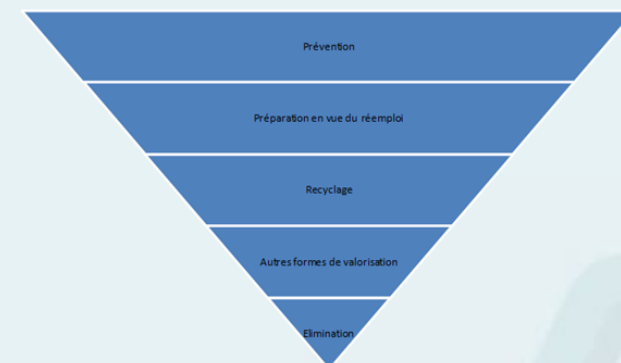 Prévention
Préparation en vue du réemploi
Recyclage
Autres formes de valorisation
Elimination